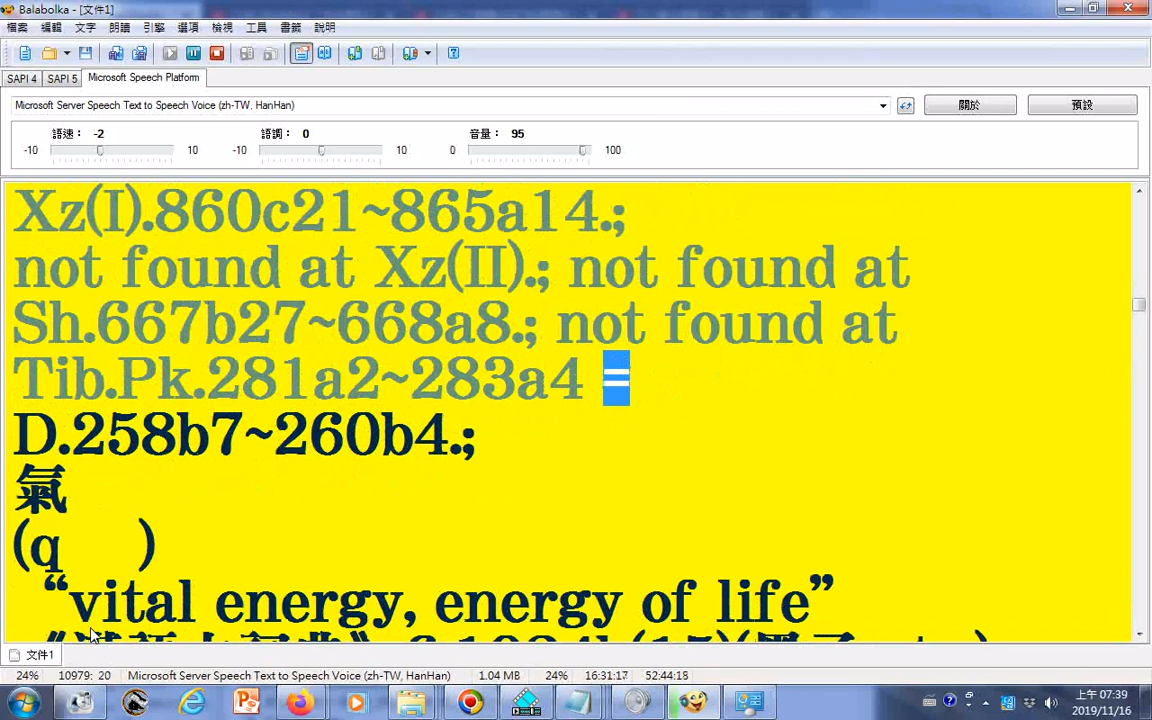 Balabolka - [文件1]
檔案 編輯 文字 朗讀 引擎 選項 檢視 工具 書籤 說明
SAPI 4 SAPI 5 Microsoft Speech Platform
Microsoft Server Speech Text to Speech Voice (zh-TW, HanHan) 關於 預設
語速： -2 語調： 0 音量： 95
-10 10 -10 10 0 100
Xz(I).860c21~865a14.;
not found at Xz(II).; not found at
Sh.667b27~668a8.; not found at
Tib.Pk.281a2~283a4 =
D.258b7~260b4.;
氣
(q )
“vital energy, energy of life”
文件1
24% 10979: 20 Microsoft Server Speech Text to Speech Voice (zh-TW, HanHan) 1.04 MB 24% 16:31:17 52:44:18
上午 07:39
2019/11/16